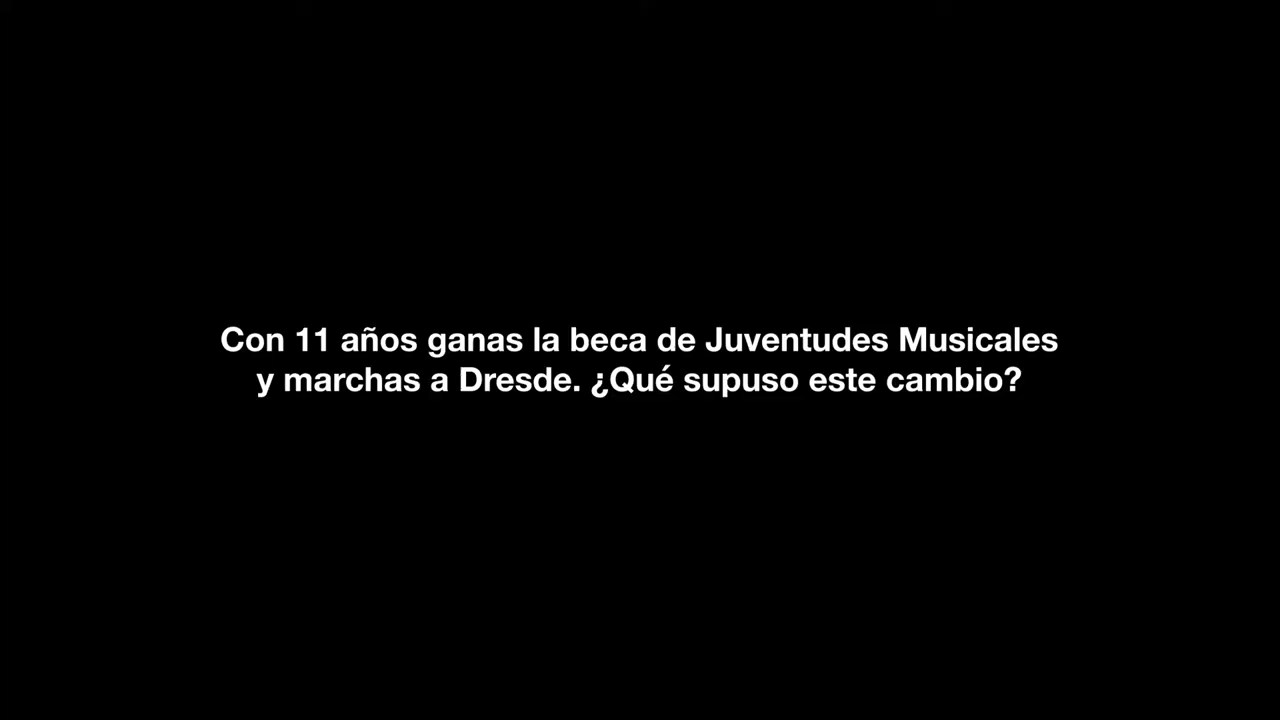 Con 11 años ganas la beca de Juventudes Musicales
y marchas a Dresde. ¿Qué supuso este cambio?